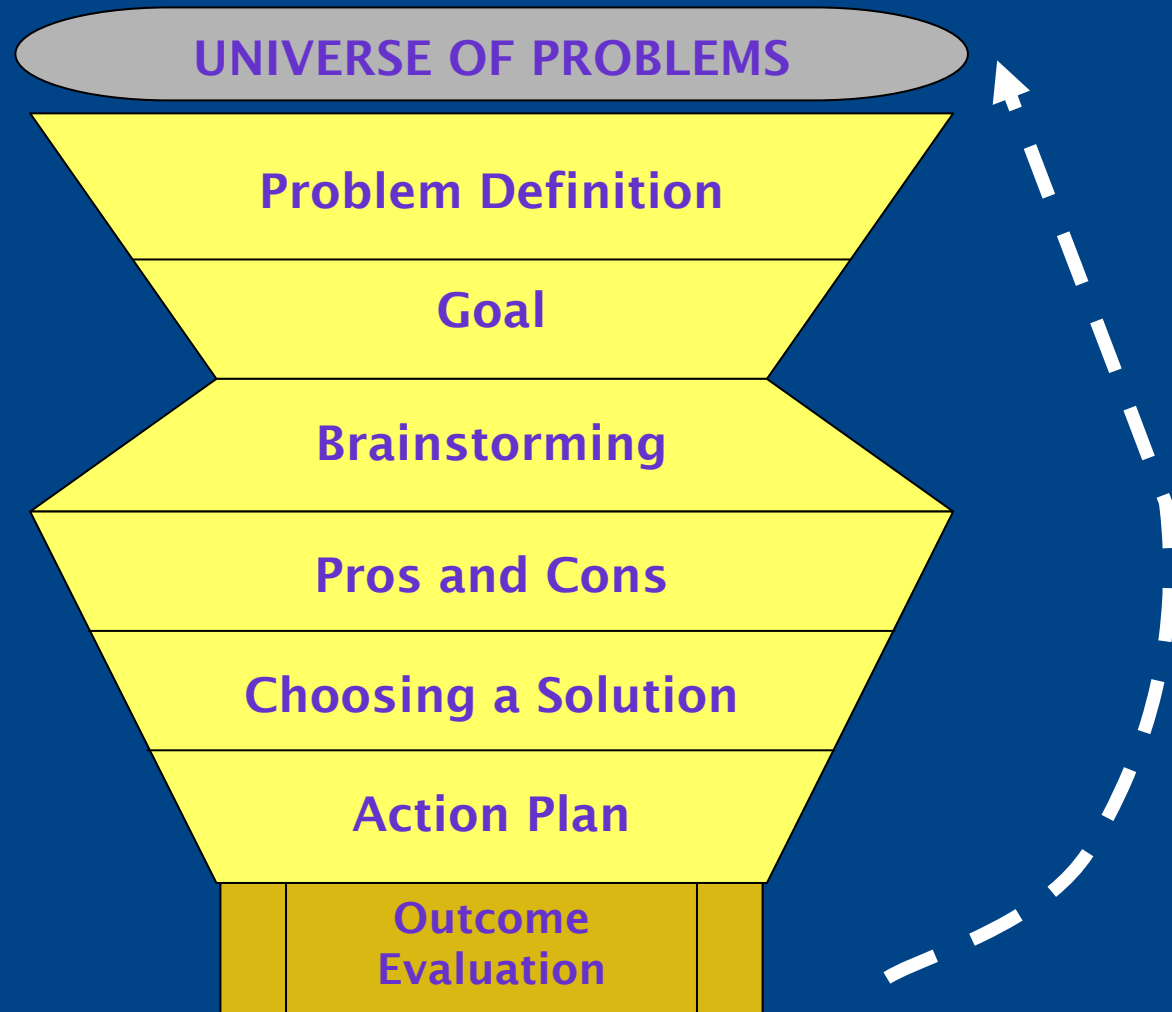 UNIVERSE OF PROBLEMS
Problem Definition
Goal
Brainstorming
Pros and Cons
Choosing a Solution
Action Plan
Outcome
Evaluation